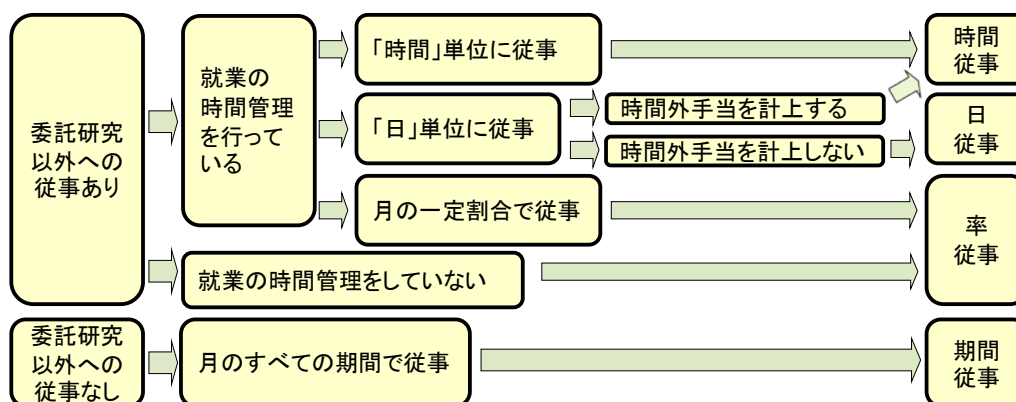 委託研究
以外への
従事あり
就業の
時間管理
を行って
いる
「時間」単位に従事
時間
従事
「日」単位に従事
時間外手当を計上する
時間外手当を計上しない
日
従事
月の一定割合で従事
就業の時間管理をしていない
率
従事
委託研究
以外への
従事なし
月のすべての期間で従事
期間
従事